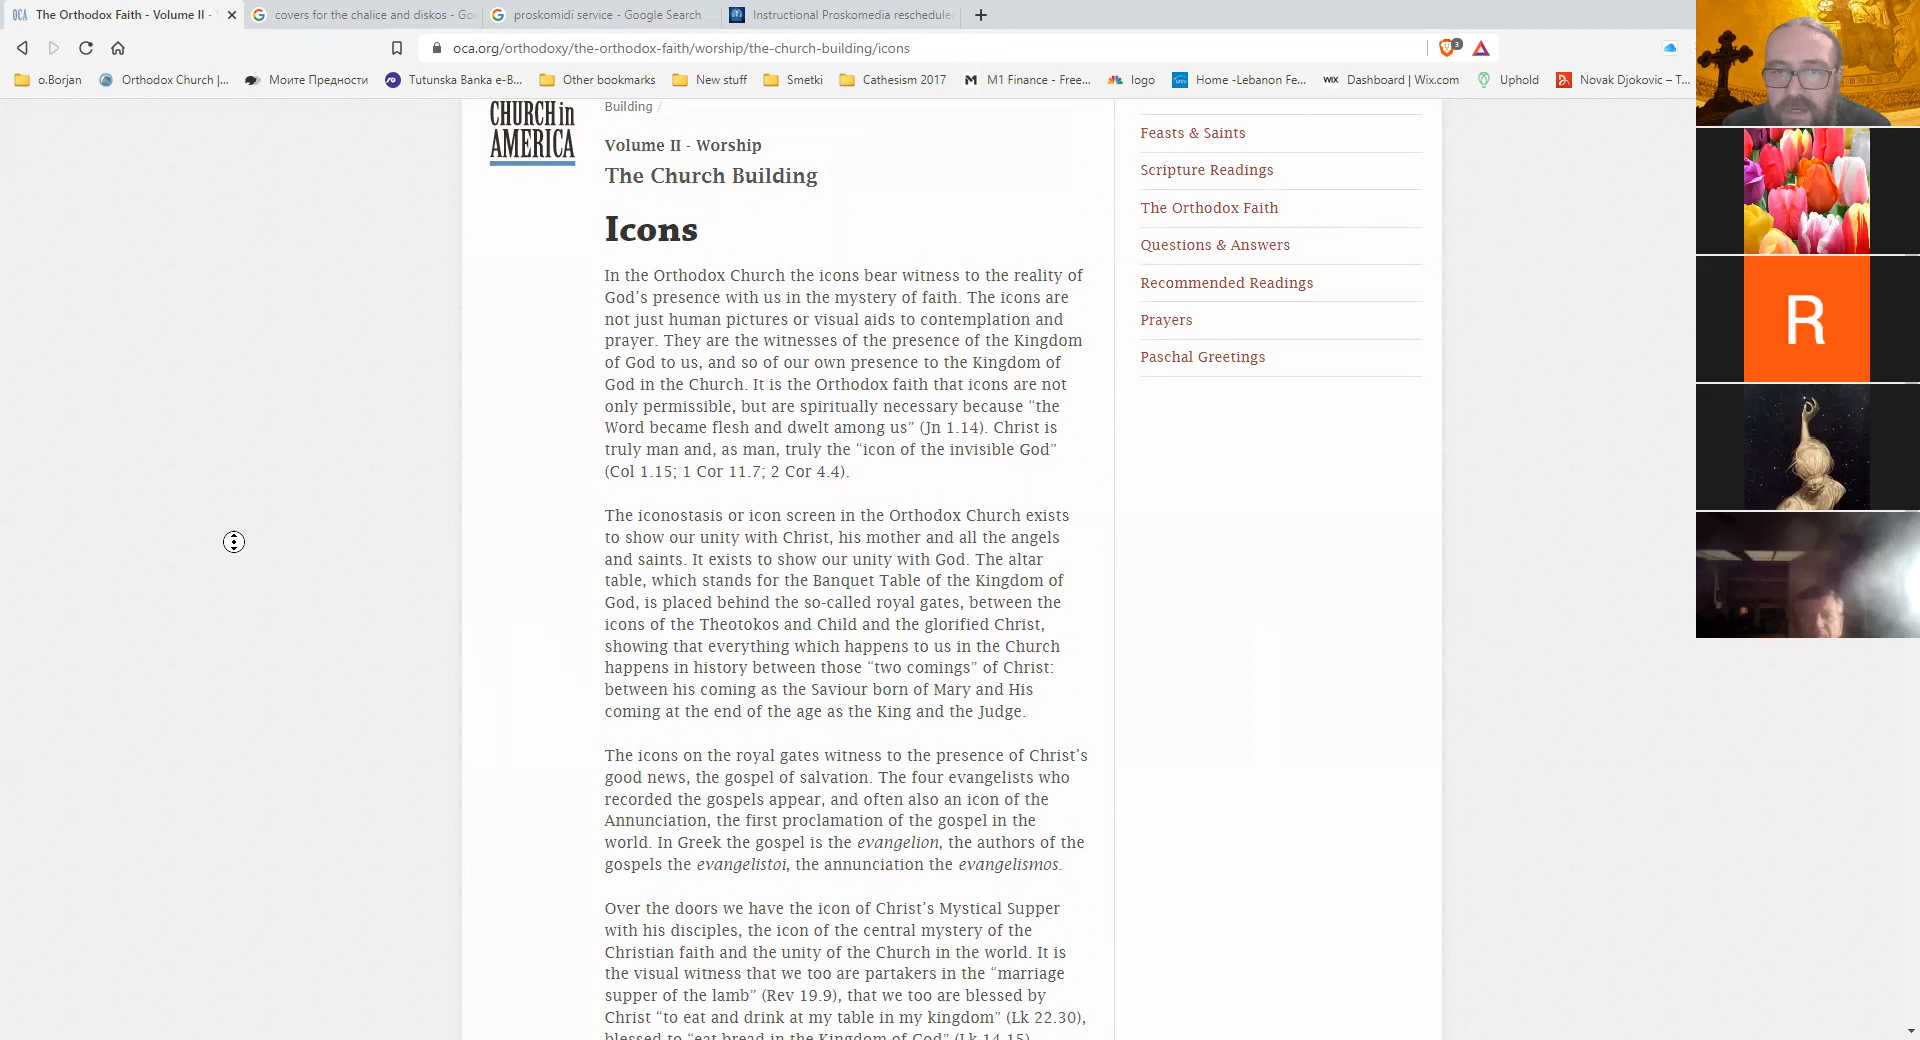 The Orthodox Faith - Volume II -
covers for the chalice and diskos - Goo
proskomidi service - Google Search
Instructional Proskomedia reschedule
oca.org/orthodoxy/the-orthodox-faith/worship/the-church-building/icons
3
o.Borjan
Orthodox Church |...
Моите Предности
Tutunska Banka e-B...
Other bookmarks
New stuff
Smetki
Cathesism 2017
M1 Finance - Free...
logo
Home -Lebanon Fe...
Dashboard | Wix.com
Uphold
Novak Djokovic – T...
CHURCH in
AMERICA
Building /
Volume II - Worship
The Church Building
Icons
In the Orthodox Church the icons bear witness to the reality of
God’s presence with us in the mystery of faith. The icons are
not just human pictures or visual aids to contemplation and
prayer. They are the witnesses of the presence of the Kingdom
of God to us, and so of our own presence to the Kingdom of
God in the Church. It is the Orthodox faith that icons are not
only permissible, but are spiritually necessary because “the
Word became flesh and dwelt among us” (Jn 1.14). Christ is
truly man and, as man, truly the “icon of the invisible God”
(Col 1.15; 1 Cor 11.7; 2 Cor 4.4).
The iconostasis or icon screen in the Orthodox Church exists
to show our unity with Christ, his mother and all the angels
and saints. It exists to show our unity with God. The altar
table, which stands for the Banquet Table of the Kingdom of
God, is placed behind the so-called royal gates, between the
icons of the Theotokos and Child and the glorified Christ,
showing that everything which happens to us in the Church
happens in history between those “two comings” of Christ:
between his coming as the Saviour born of Mary and His
coming at the end of the age as the King and the Judge.
The icons on the royal gates witness to the presence of Christ’s
good news, the gospel of salvation. The four evangelists who
recorded the gospels appear, and often also an icon of the
Annunciation, the first proclamation of the gospel in the
world. In Greek the gospel is the evangelion, the authors of the
gospels the evangelistoi, the annunciation the evangelismos.
Over the doors we have the icon of Christ’s Mystical Supper
with his disciples, the icon of the central mystery of the
Christian faith and the unity of the Church in the world. It is
the visual witness that we too are partakers in the “marriage
supper of the lamb” (Rev 19.9), that we too are blessed by
Christ “to eat and drink at my table in my kingdom” (Lk 22.30),
blessed to “eat bread in the Kingdom of God” (Lk 14.15).
Feasts & Saints
Scripture Readings
The Orthodox Faith
Questions & Answers
Recommended Readings
Prayers
Paschal Greetings
R